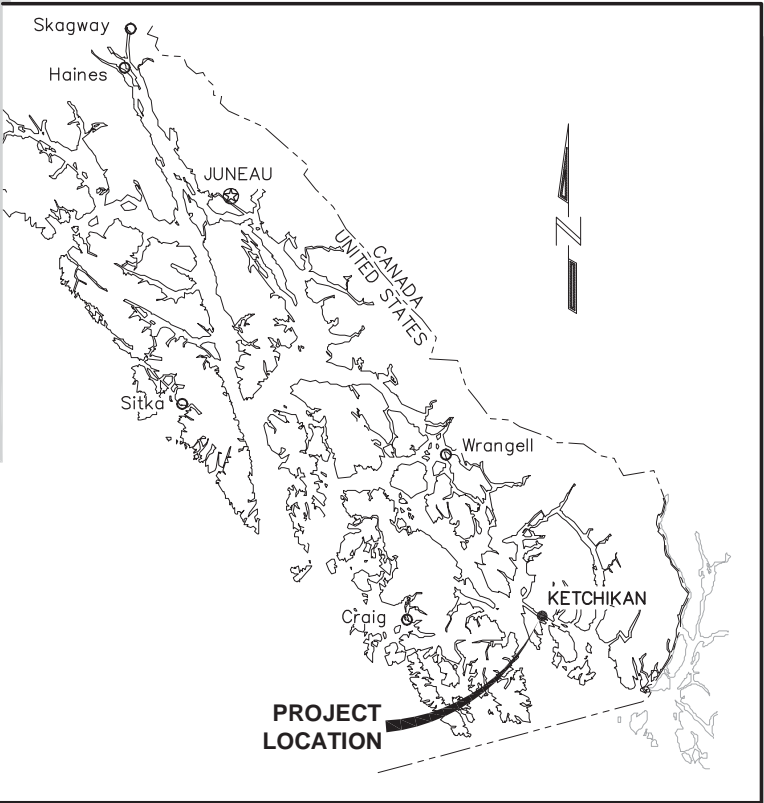 Skagway
Haines
JUNEAU
N
CANADA
UNITED STATES
Sitka
Wrangell
KETCHIKAN
Craig
PROJECT
LOCATION